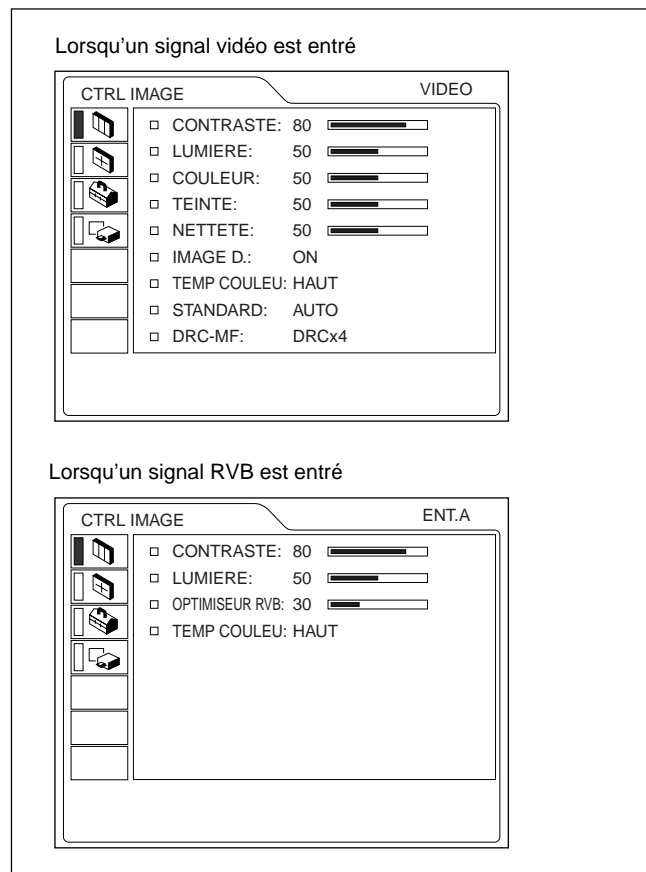 Lorsqu'un signal vidéo est entré
CTRL IMAGE VIDEO
CONTRASTE: 80
LUMIERE: 50
COULEUR: 50
TEINTE: 50
NETTETE: 50
IMAGE D.: ON
TEMP COULEU: HAUT
STANDARD: AUTO
DRC-MF: DRCx4
Lorsqu'un signal RVB est entré
CTRL IMAGE ENT.A
CONTRASTE: 80
LUMIERE: 50
OPTIMISEUR RVB: 30
TEMP COULEU: HAUT